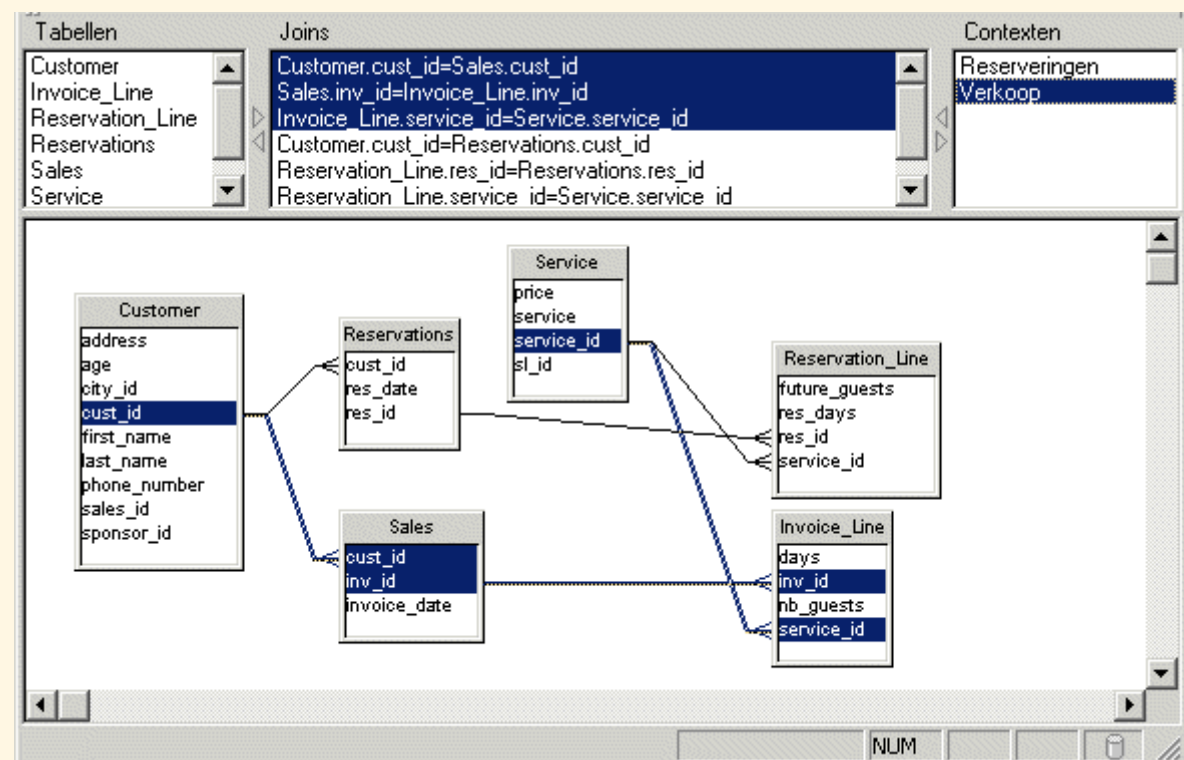 Tabellen
Customer
Invoice_Line
Reservation_Line
Reservations
Sales
Service
Joins
Customer.cust_id=Sales.cust_id
Sales.inv_id=Invoice_Line.inv_id
Invoice_Line.service_id=Service.service_id
Customer.cust_id=Reservations.cust_id
Reservation_Line.res_id=Reservations.res_id
Reservation_Line.service_id=Service.service_id
Contexten
Reserveringen
Verkoop
Customer
address
age
city_id
cust_id
first_name
last_name
phone_number
sales_id
sponsor_id
Reservations
cust_id
res_date
res_id
Service
price
service
service_id
sl_id
Reservation_Line
future_guests
res_days
res_id
service_id
Sales
cust_id
inv_id
invoice_date
Invoice_Line
days
inv_id
nb_guests
service_id
NUM